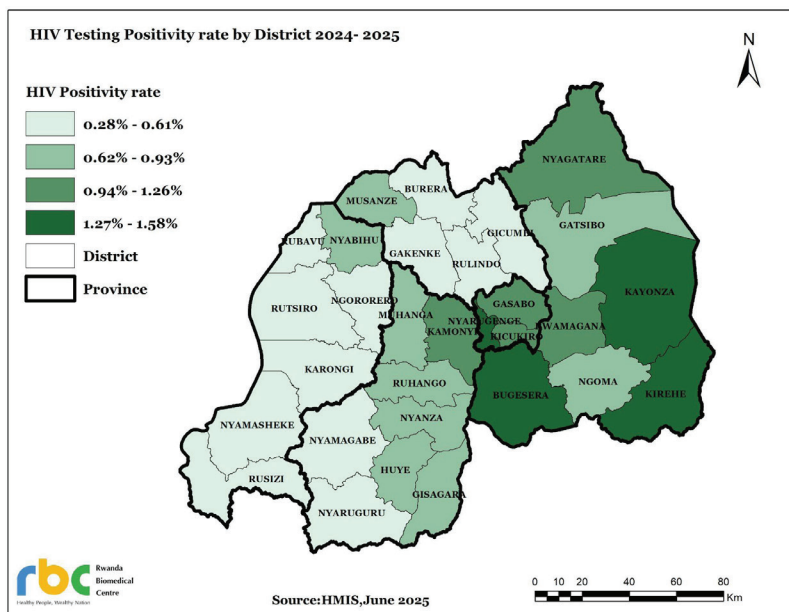 HIV Testing Positivity rate by District 2024- 2025
N
HIV Positivity rate
0.28% - 0.61%
0.62% - 0.93%
0.94% - 1.26%
1.27% - 1.58%
District
Province
NYAGATARE
BURERA
MUSANZE
GICUMBI
GATSIBO
RUBAVU
NYABIHU
GAKENKE
RULINDO
KAYONZA
RUTSIRO
NGORORERO
GASABO
MUHANGA
NYARUGENGE
RWAMAGANA
KAMONYI
KICUKIRO
KARONGI
RUHANGO
NGOMA
KIREHE
BUGESERA
NYAMASHEKE
NYAMAGABE
NYANZA
HUYE
RUSIZI
GISAGARA
NYARUGURU
rbc
Rwanda
Biomedical
Centre
Healthy People, Wealthy Nation
Source:HMIS,June 2025
0 10 20 40 60 80
Km